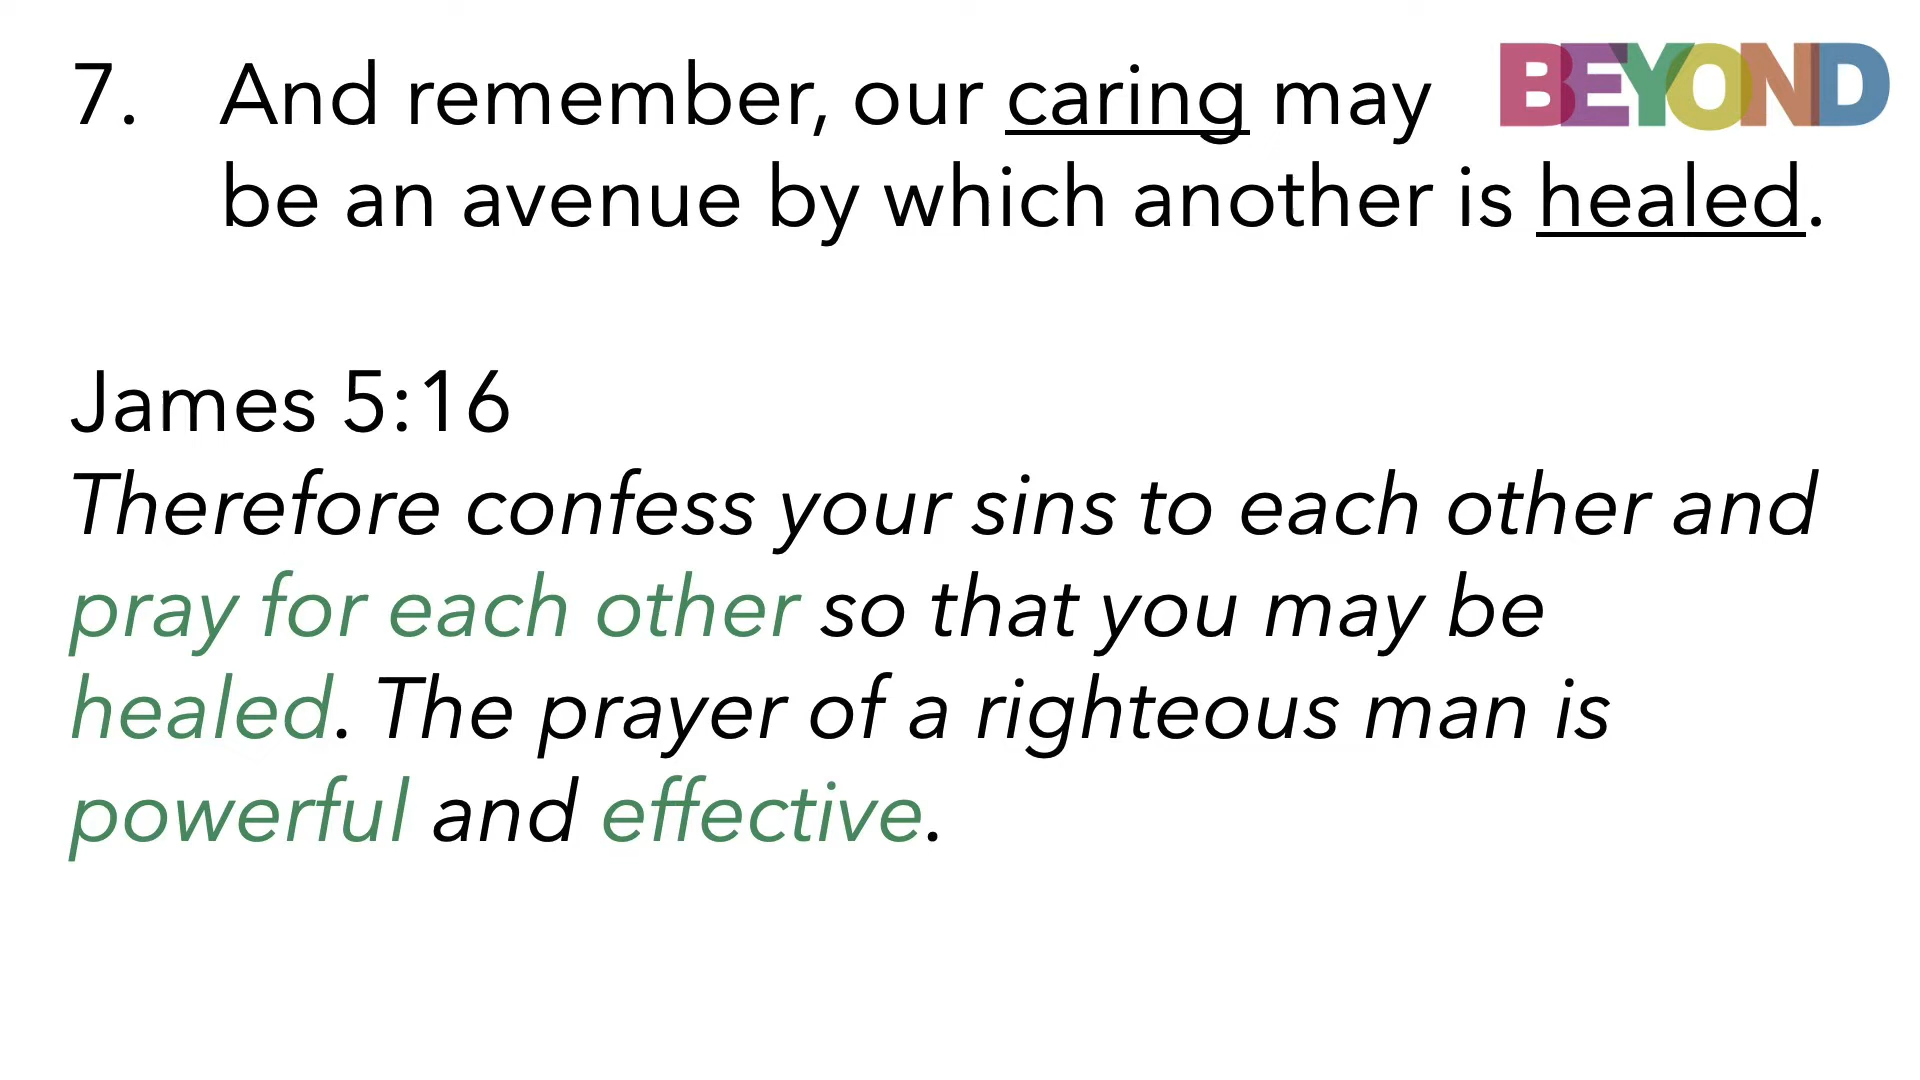 7. And remember, our caring may
BEYOND
be an avenue by which another is healed.
James 5:16
Therefore confess your sins to each other and
pray for each other so that you may be
healed. The prayer of a righteous man is
powerful and effective.